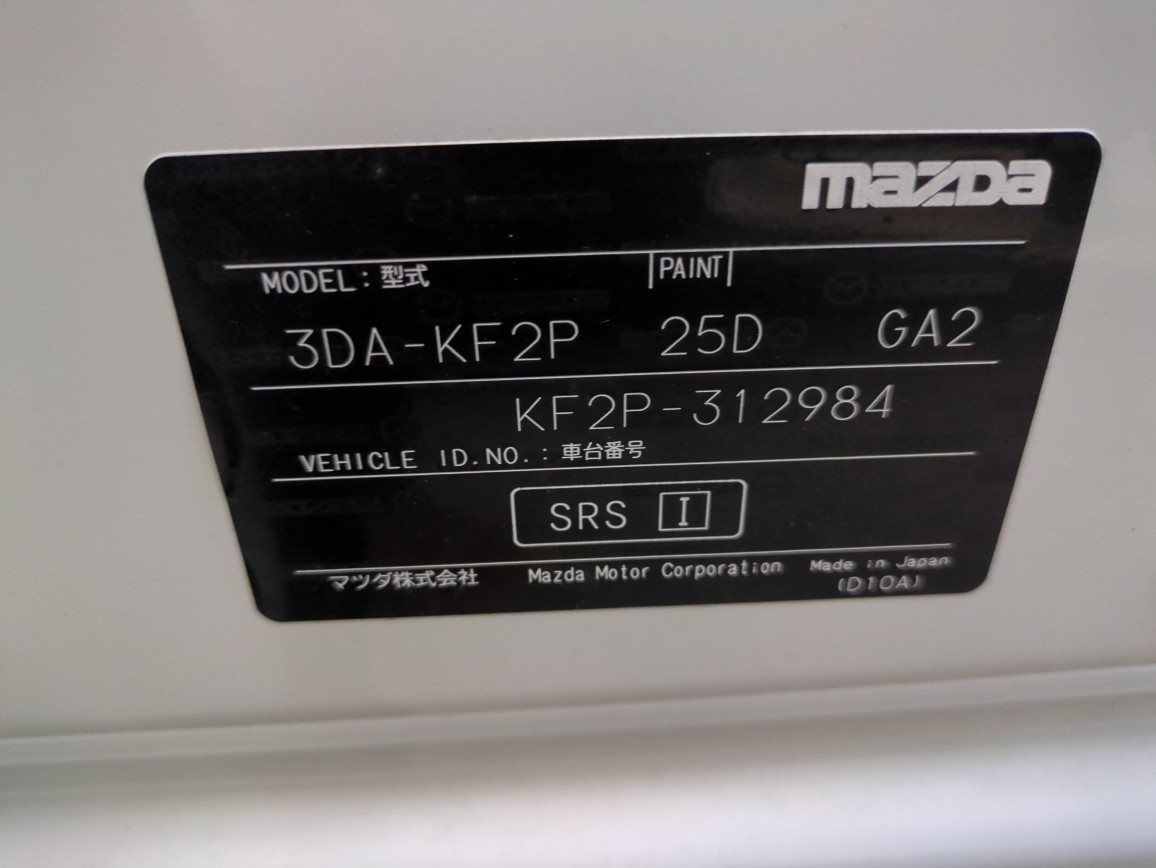 mazda
MODEL: 型式 PAINT
3DA-KF2P 25D GA2
KF2P-312984
VEHICLE ID.NO.: 車台番号
SRS I
マツダ株式会社 Mazda Motor Corporation Made in Japan
(D10A)